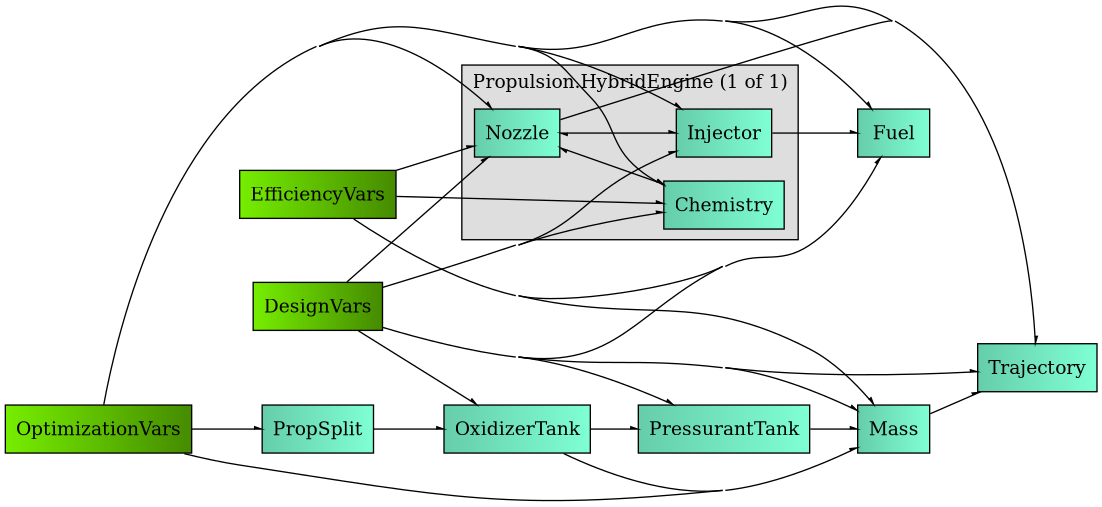 Propulsion.HybridEngine (1 of 1)
Nozzle
Injector
Fuel
EfficiencyVars
Chemistry
DesignVars
Trajectory
OptimizationVars
PropSplit
OxidizerTank
PressurantTank
Mass